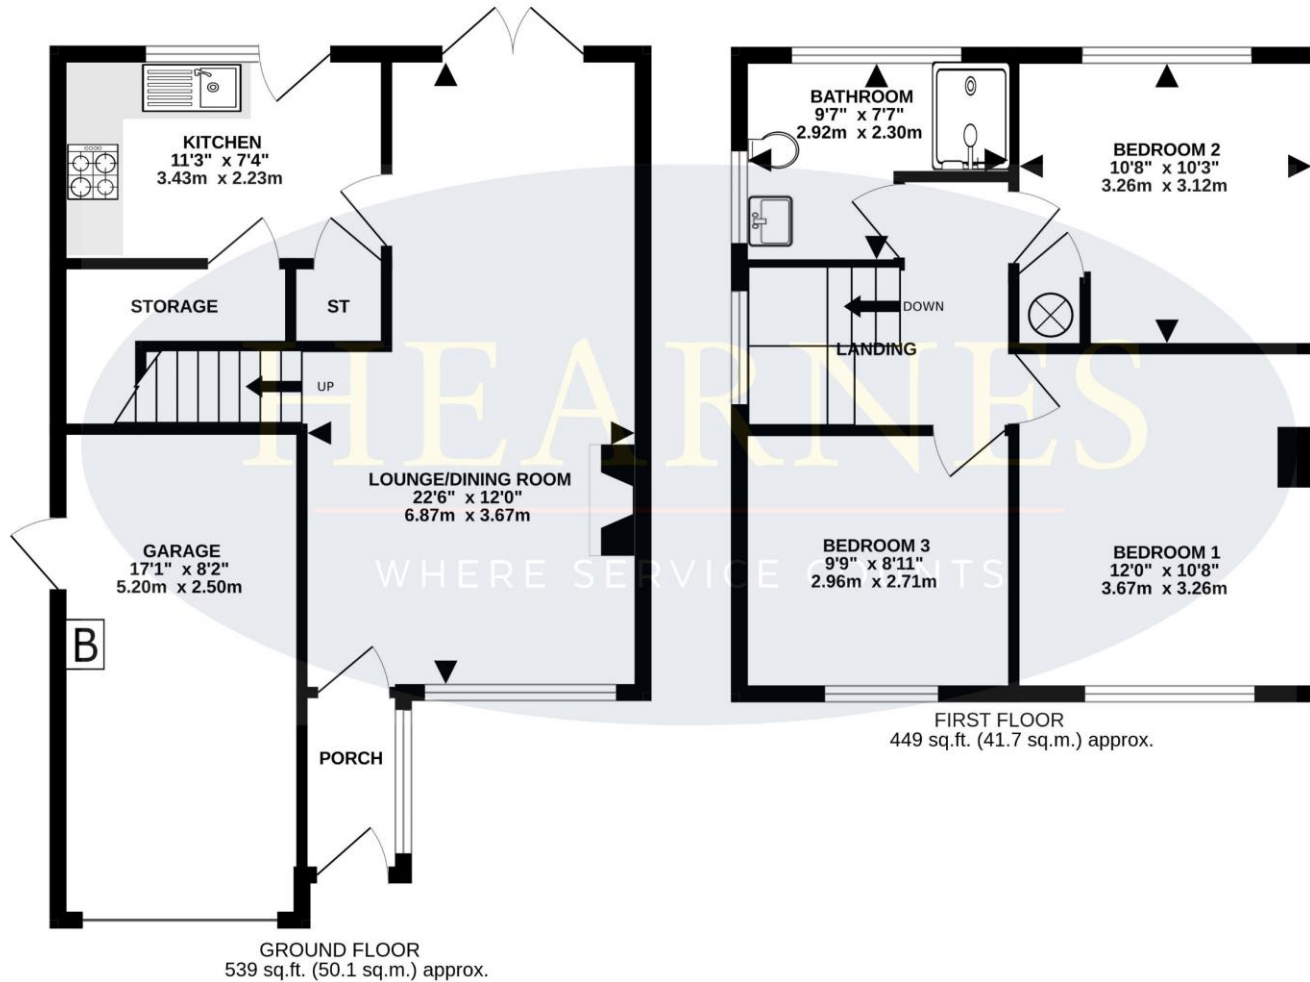 KITCHEN
11'3" x 7'4"
3.43m x 2.23m
STORAGE
ST
UP
LOUNGE/DINING ROOM
22'6" x 12'0"
6.87m x 3.67m
GARAGE
17'1" x 8'2"
5.20m x 2.50m
B
PORCH
GROUND FLOOR
539 sq.ft. (50.1 sq.m.) approx.
BATHROOM
9'7" x 7'7"
2.92m x 2.30m
BEDROOM 2
10'8" x 10'3"
3.26m x 3.12m
DOWN
LANDING
BEDROOM 3
9'9" x 8'11"
2.96m x 2.71m
BEDROOM 1
12'0" x 10'8"
3.67m x 3.26m
FIRST FLOOR
449 sq.ft. (41.7 sq.m.) approx.
HEARNES
WHERE SERVICE COUNTS